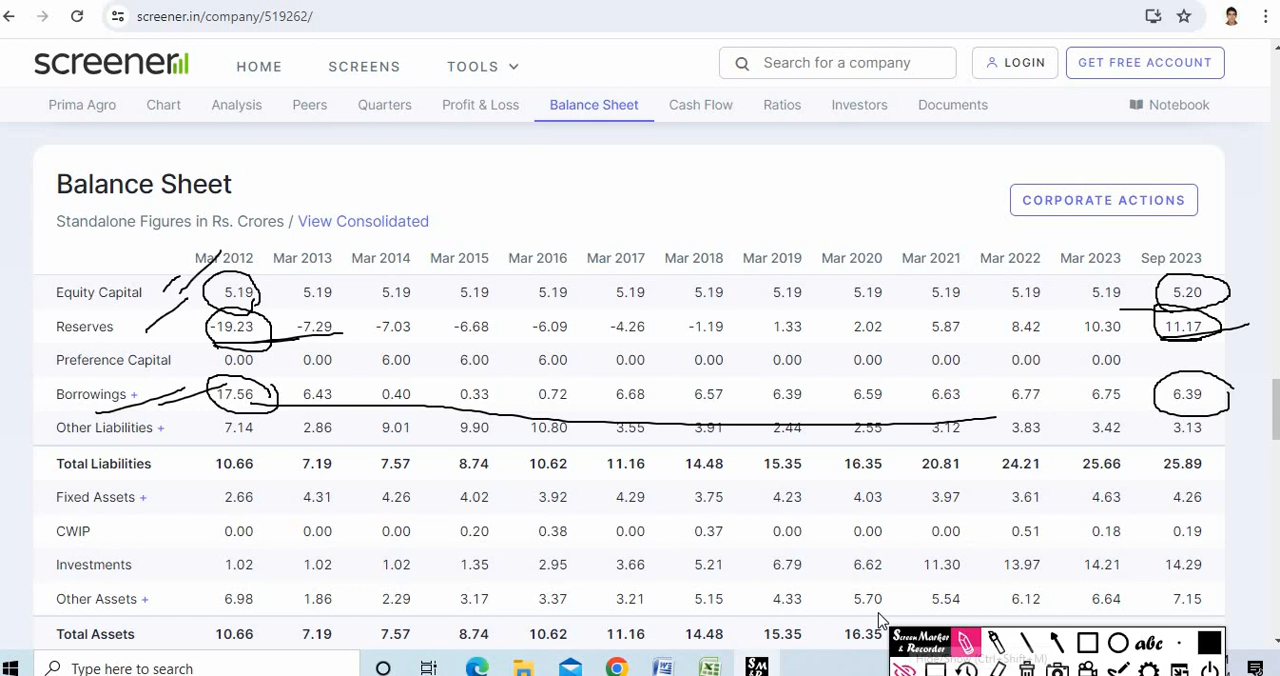 screener.in/company/519262/
screener HOME SCREENS TOOLS Search for a company LOGIN GET FREE ACCOUNT
Prima Agro Chart Analysis Peers Quarters Profit & Loss Balance Sheet Cash Flow Ratios Investors Documents Notebook
Balance Sheet
CORPORATE ACTIONS
Standalone Figures in Rs. Crores / View Consolidated
Mar 2012 Mar 2013 Mar 2014 Mar 2015 Mar 2016 Mar 2017 Mar 2018 Mar 2019 Mar 2020 Mar 2021 Mar 2022 Mar 2023 Sep 2023
Equity Capital 5.19 5.19 5.19 5.19 5.19 5.19 5.19 5.19 5.19 5.19 5.19 5.19 5.20
Reserves -19.23 -7.29 -7.03 -6.68 -6.09 -4.26 -1.19 1.33 2.02 5.87 8.42 10.30 11.17
Preference Capital 0.00 0.00 6.00 6.00 6.00 0.00 0.00 0.00 0.00 0.00 0.00 0.00
Borrowings + 17.56 6.43 0.40 0.33 0.72 6.68 6.57 6.39 6.59 6.63 6.77 6.75 6.39
Other Liabilities + 7.14 2.86 9.01 9.90 10.80 3.55 3.91 2.44 2.55 3.12 3.83 3.42 3.13
Total Liabilities 10.66 7.19 7.57 8.74 10.62 11.16 14.48 15.35 16.35 20.81 24.21 25.66 25.89
Fixed Assets + 2.66 4.31 4.26 4.02 3.92 4.29 3.75 4.23 4.03 3.97 3.61 4.63 4.26
CWIP 0.00 0.00 0.00 0.20 0.38 0.00 0.37 0.00 0.00 0.00 0.51 0.18 0.19
Investments 1.02 1.02 1.02 1.35 2.95 3.66 5.21 6.79 6.62 11.30 13.97 14.21 14.29
Other Assets + 6.98 1.86 2.29 3.17 3.37 3.21 5.15 4.33 5.70 5.54 6.12 6.64 7.15
Total Assets 10.66 7.19 7.57 8.74 10.62 11.16 14.48 15.35 16.35
Screen Marker & Recorder abc
Type here to search